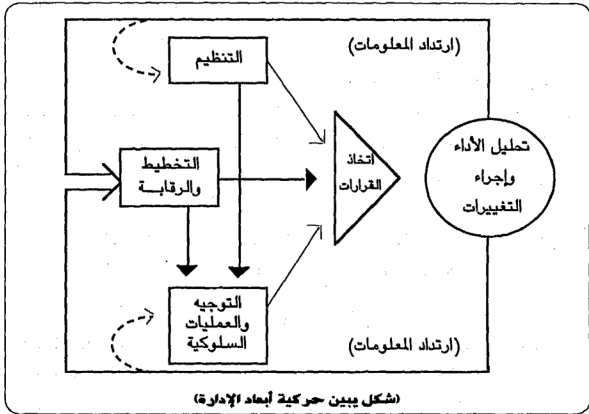 (ارتداد المعلومات)
التنظيم
تحليل الأداء
وإجراء
التغييرات
أتخاذ
القرارات
التخطيط
والرقابة
التوجيه
والعمليات
السلوكية
(ارتداد المعلومات)
(شكل يبين حركية أبعاد الإدارة)